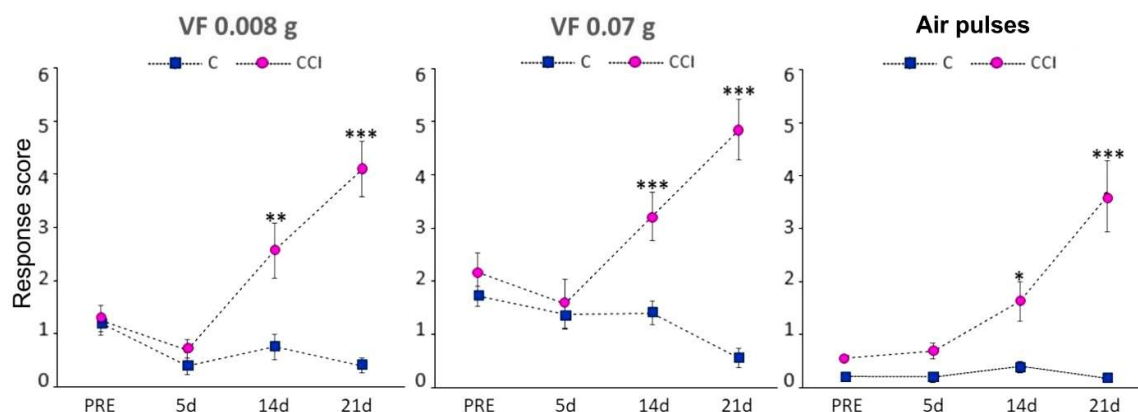 VF 0.008 g
C CCI
Response score
6
5
4
3
2
1
0
***
**
PRE 5d 14d 21d
VF 0.07 g
C CCI
6
5
4
3
2
1
0
***
***
PRE 5d 14d 21d
Air pulses
C CCI
6
5
4
3
2
1
0
***
*
PRE 5d 14d 21d